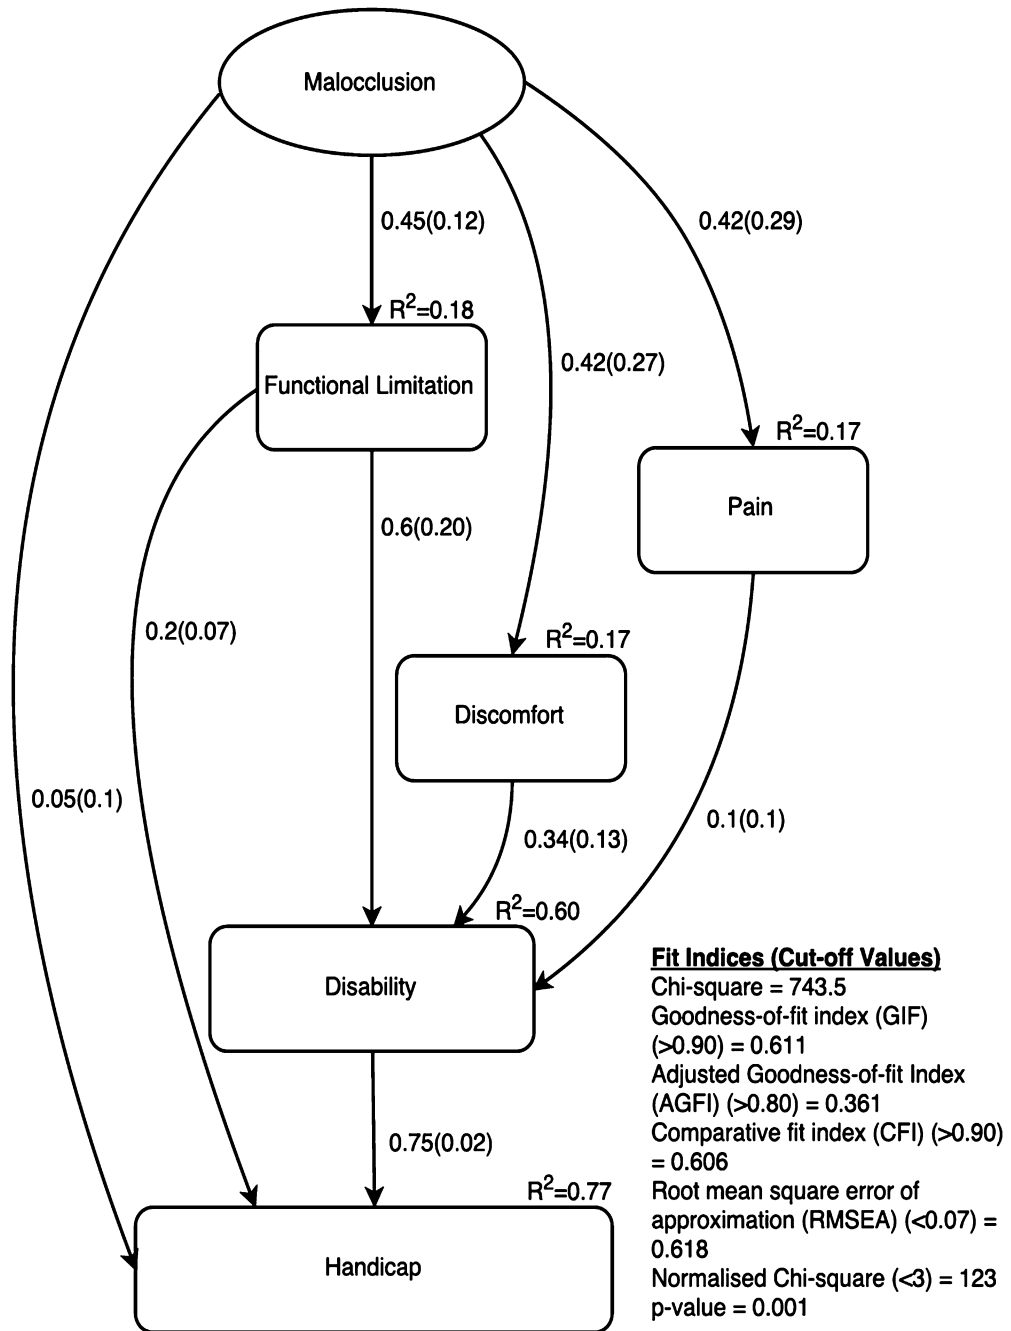 Malocclusion
0.45(0.12)
0.42(0.29)
R²=0.18
0.42(0.27)
Functional Limitation
R²=0.17
Pain
0.6(0.20)
0.2(0.07)
R²=0.17
Discomfort
0.05(0.1)
0.1(0.1)
0.34(0.13)
R²=0.60
Disability
0.75(0.02)
R²=0.77
Handicap
Fit Indices (Cut-off Values)
Chi-square = 743.5
Goodness-of-fit index (GIF)
(>0.90) = 0.611
Adjusted Goodness-of-fit Index
(AGFI) (>0.80) = 0.361
Comparative fit index (CFI) (>0.90)
= 0.606
Root mean square error of
approximation (RMSEA) (<0.07) =
0.618
Normalised Chi-square (<3) = 123
p-value = 0.001